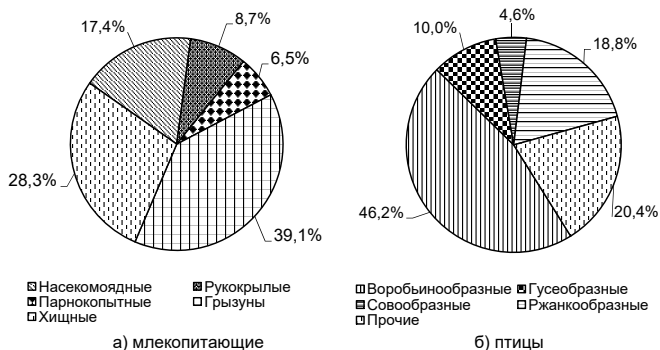 17,4%
8,7%
6,5%
28,3%
39,1%
10,0%
4,6%
18,8%
46,2%
20,4%
Насекомоядные Рукокрылые
Парнокопытные Грызуны
Хищные
Воробьинообразные Гусеобразные
Совообразные Ржанкообразные
Прочие
а) млекопитающие б) птицы